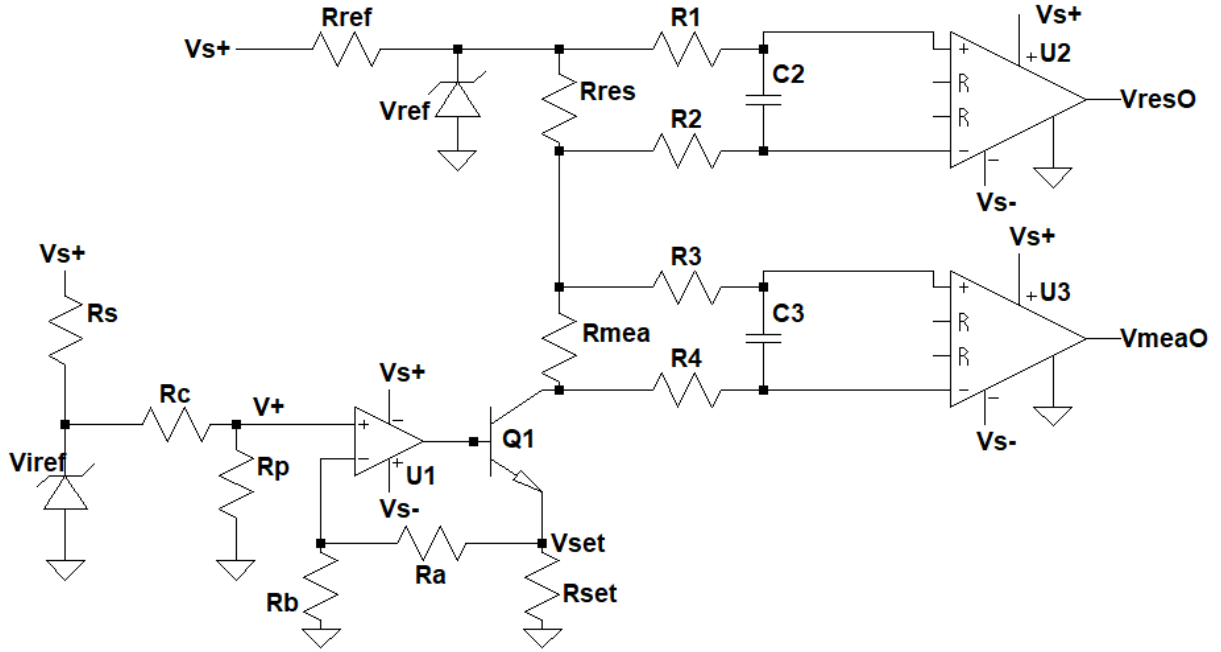 Vs+
Rref
R1
Vs+
+
U2
Vref
Rres
C2
+
R
R
-
VresO
R2
-
Vs-
Vs+
Rs
R3
Vs+
+
U3
Rmea
C3
+
R
R
-
VmeaO
R4
-
Vs-
Rc
V+
Vs+
-
+
-
+
U1
Q1
Viref
Rp
Vs-
Vset
Ra
Rb
Rset